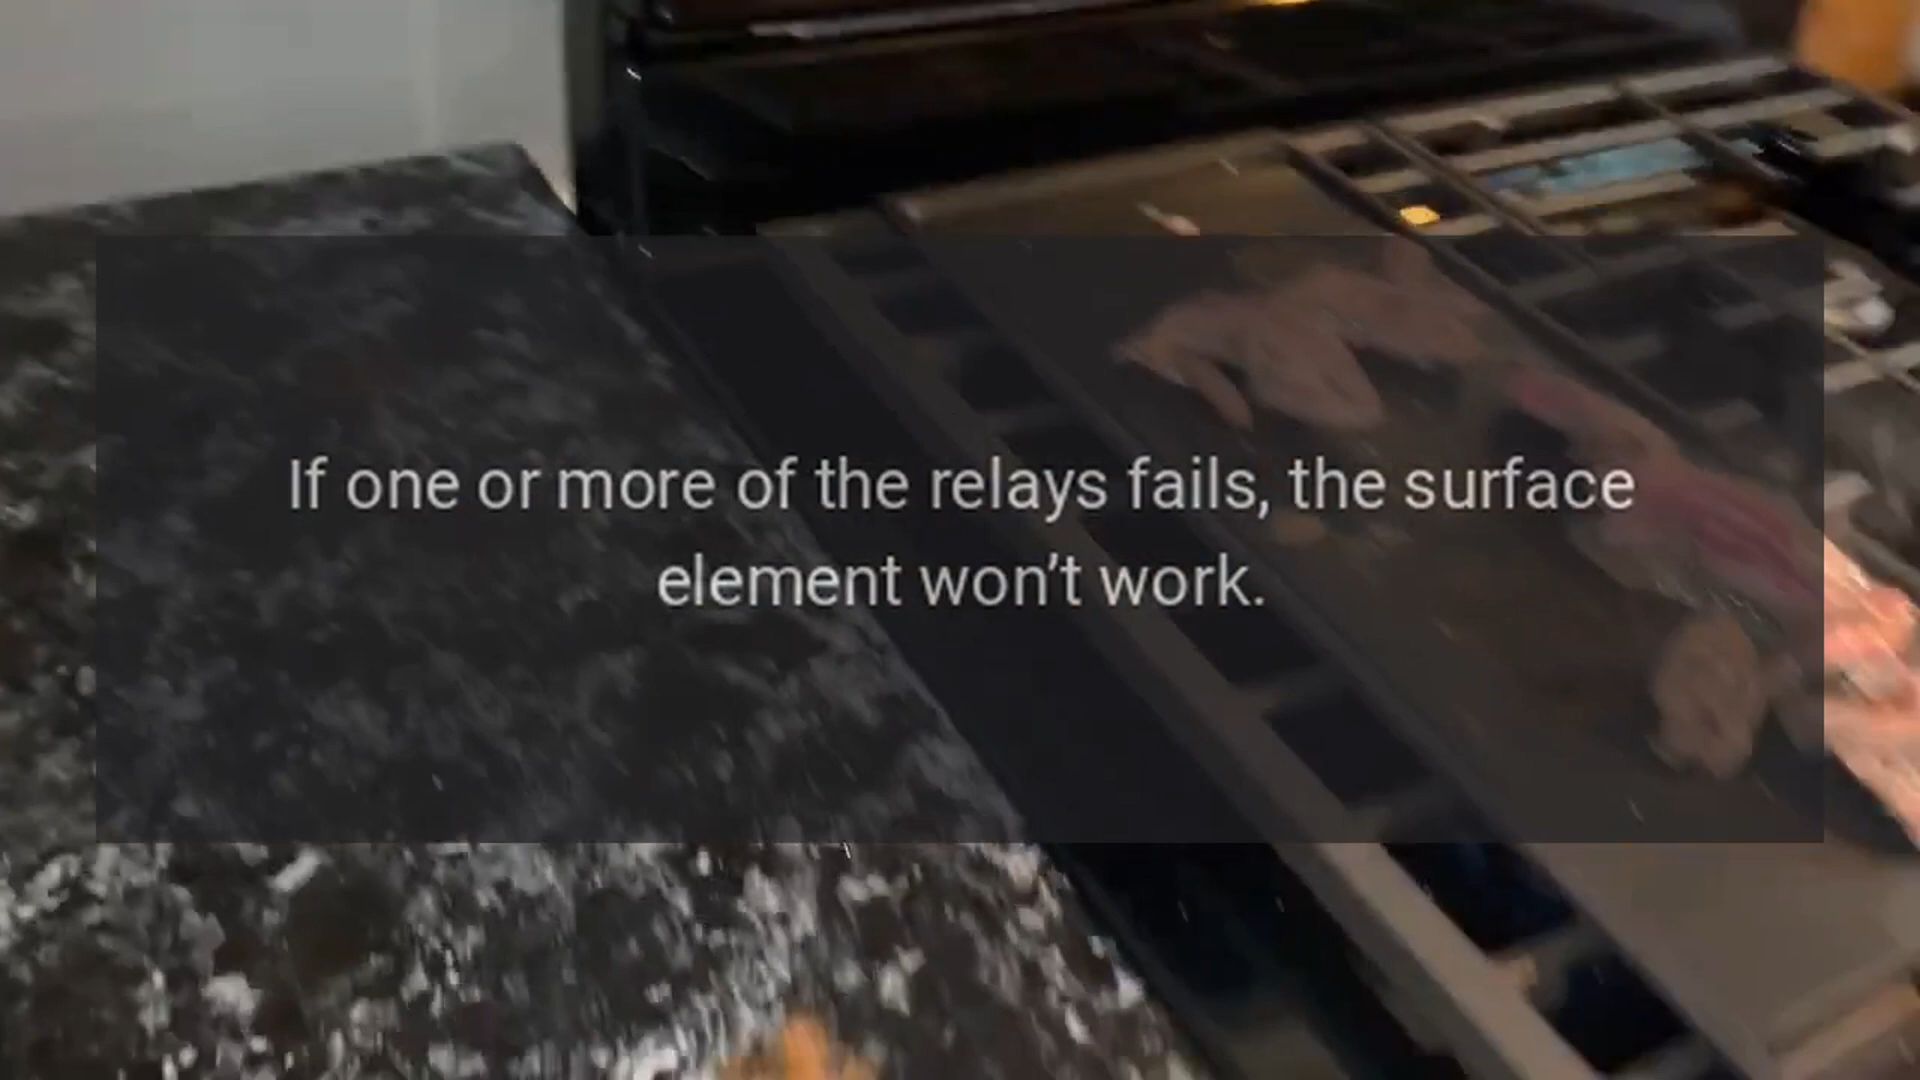 If one or more of the relays fails, the surface
element won’t work.